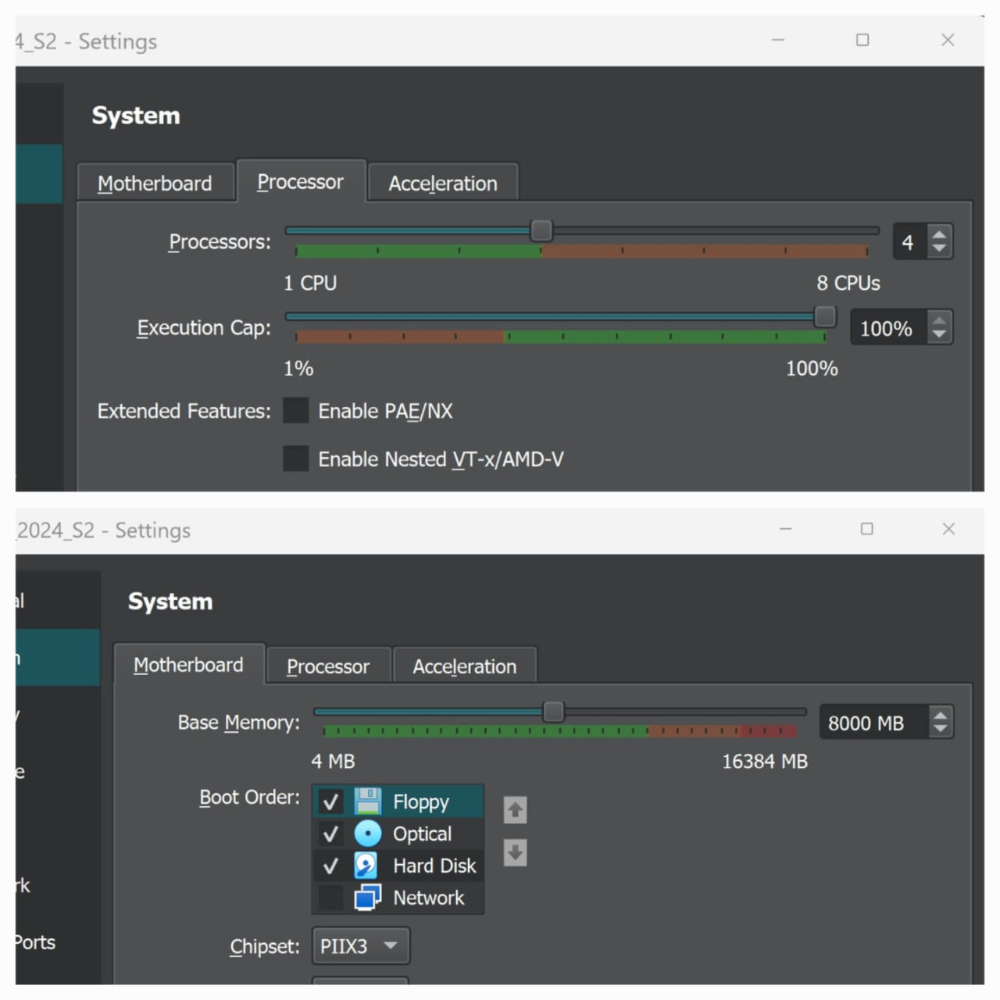 4_S2 - Settings
System
Motherboard Processor Acceleration
Processors: 4
1 CPU 8 CPUs
Execution Cap: 100%
1% 100%
Extended Features: Enable PAE/NX
Enable Nested VT-x/AMD-V
_2024_S2 - Settings
al
System
n
Motherboard Processor Acceleration
y
Base Memory: 8000 MB
4 MB 16384 MB
e
Boot Order: Floppy
Optical
Hard Disk
rk
Network
Ports
Chipset: PIIX3